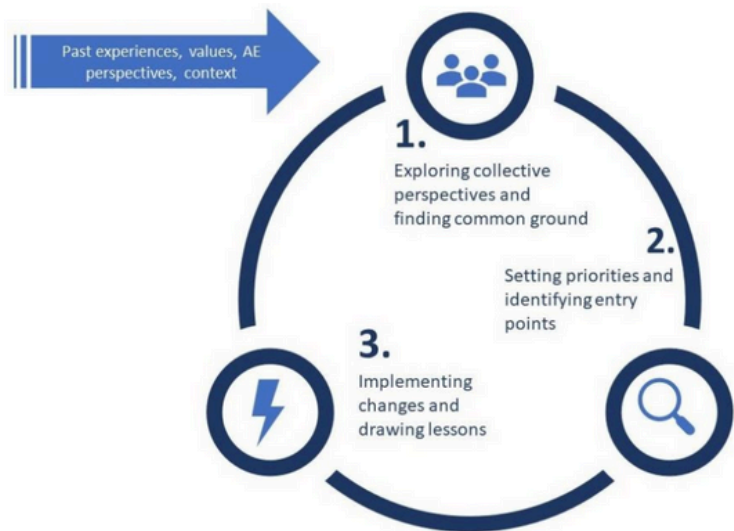 Past experiences, values, AE
perspectives, context
1.
Exploring collective
perspectives and
finding common ground
2.
Setting priorities and
identifying entry
points
3.
Implementing
changes and
drawing lessons